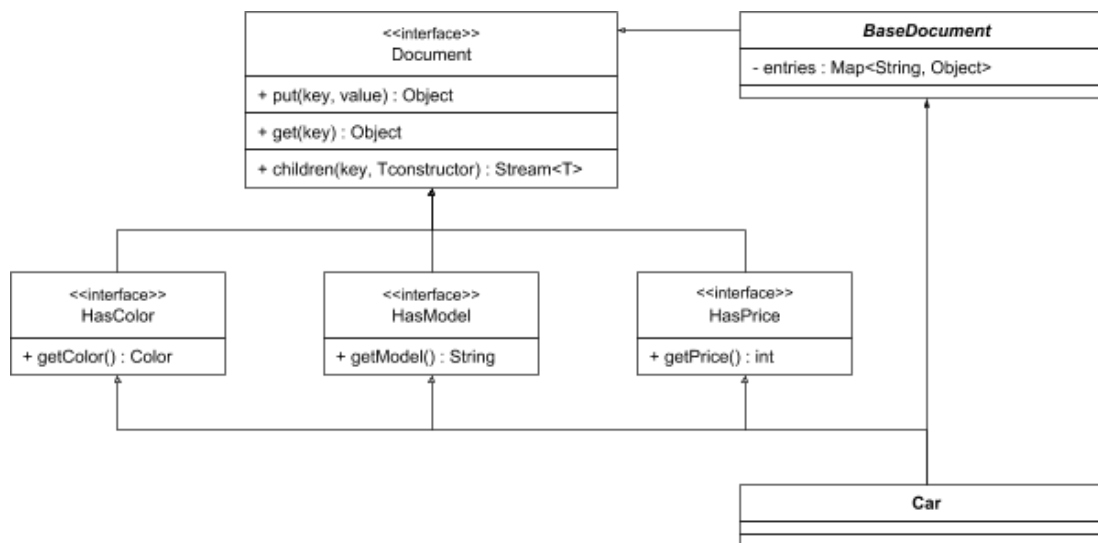 <<interface>>
Document
+ put(key, value) : Object
+ get(key) : Object
+ children(key, Tconstructor) : Stream<T>
BaseDocument
- entries : Map<String, Object>
<<interface>>
HasColor
+ getColor() : Color
<<interface>>
HasModel
+ getModel() : String
<<interface>>
HasPrice
+ getPrice() : int
Car